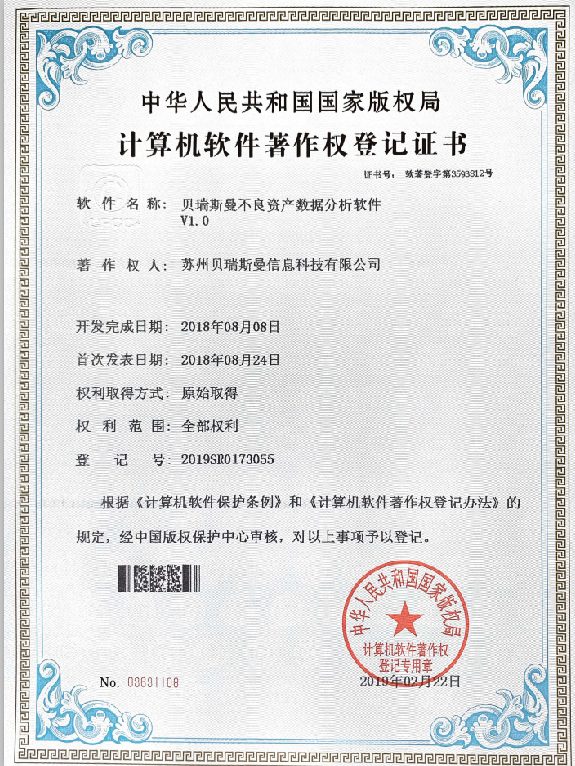 中华人民共和国国家版权局
计算机软件著作权登记证书
证书号： 软著登字第3593812号
软件名称： 贝瑞斯曼不良资产数据分析软件
V1.0
著作权人： 苏州贝瑞斯曼信息科技有限公司
开发完成日期： 2018年08月08日
首次发表日期： 2018年08月24日
权利取得方式： 原始取得
权利范围： 全部权利
登记号： 2019SR0173055
根据《计算机软件保护条例》和《计算机软件著作权登记办法》的
规定，经中国版权保护中心审核，对以上事项予以登记。
中华人民共和国国家版权局
计算机软件著作权
登记专用章
No.
2019年02月22日